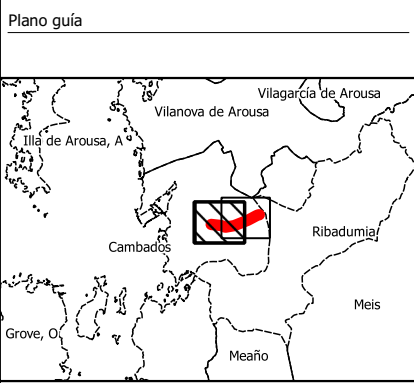 Plano guía
Vilagarcía de Arousa
Vilanova de Arousa
Illa de Arousa, A
Ribadumia
Cambados
Meis
Grove, O
Meaño